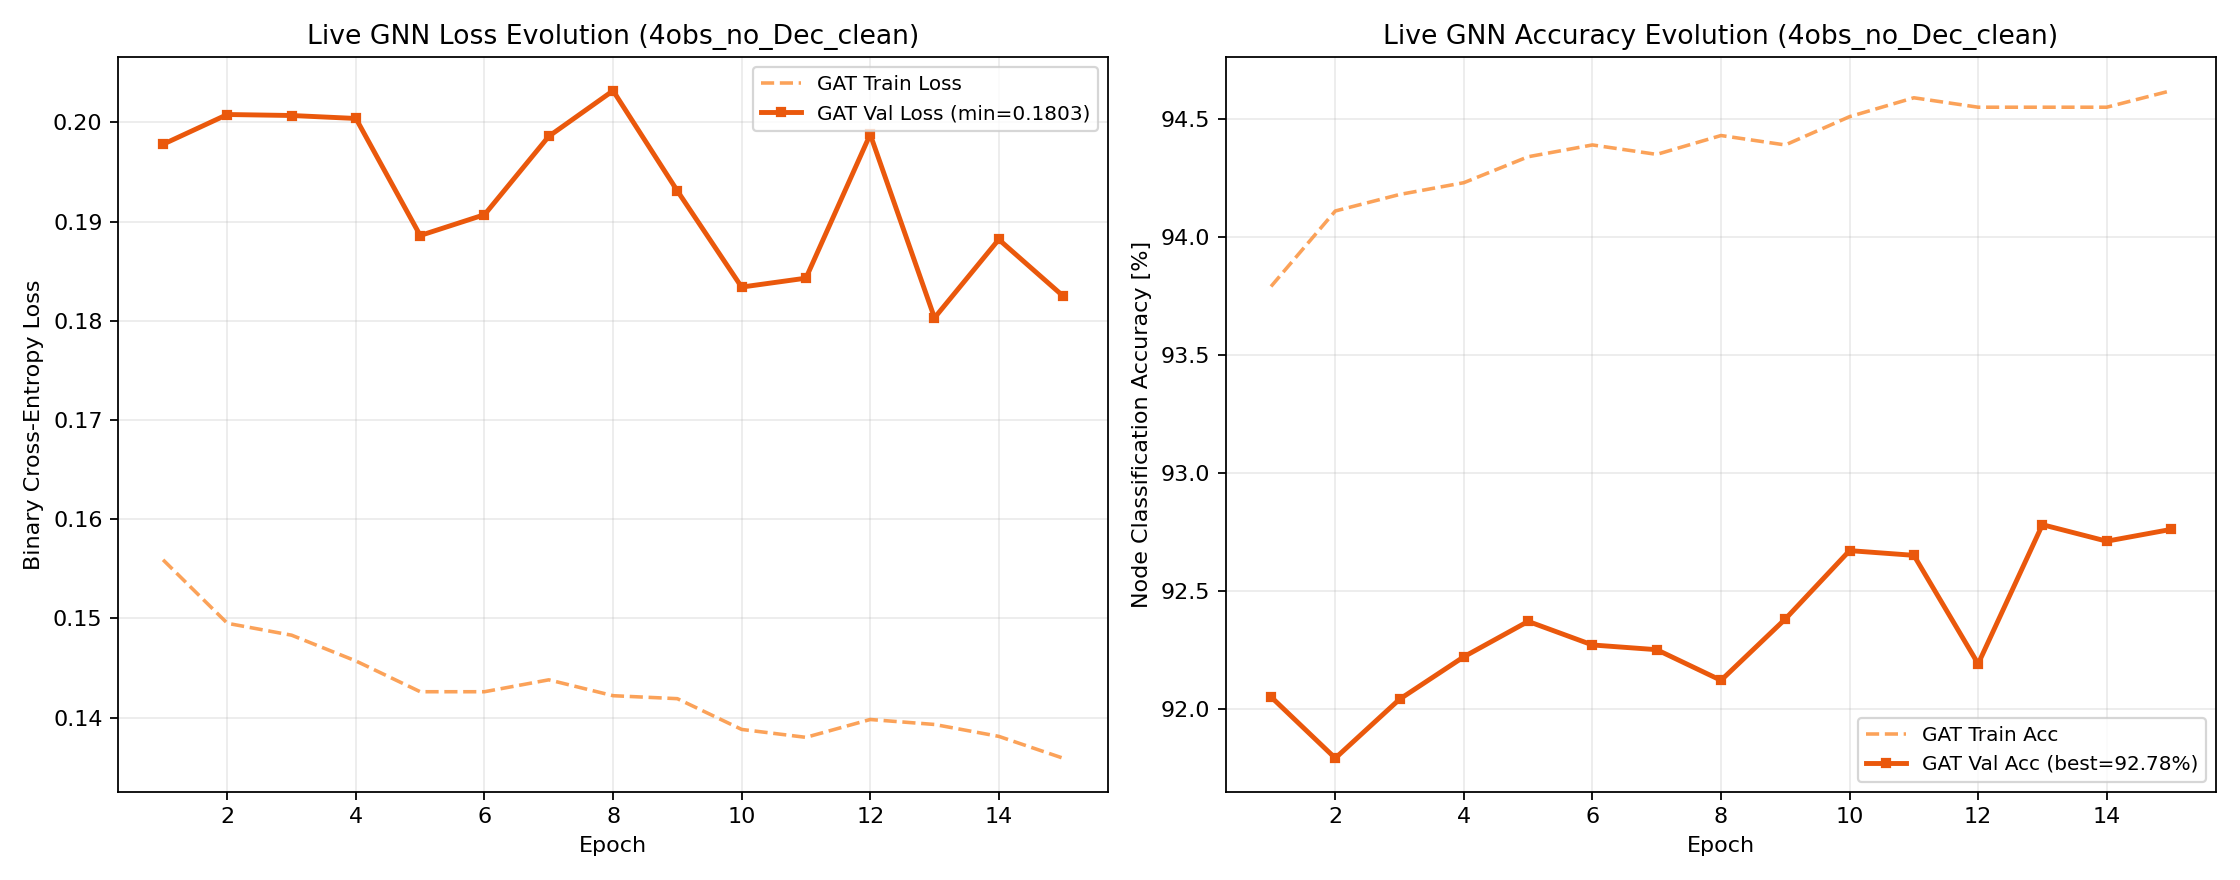 Live GNN Loss Evolution (4obs_no_Dec_clean)
GAT Train Loss
GAT Val Loss (min=0.1803)
0.20
0.19
0.18
0.17
0.16
0.15
0.14
Binary Cross-Entropy Loss
2 4 6 8 10 12 14
Epoch
Live GNN Accuracy Evolution (4obs_no_Dec_clean)
94.5
94.0
93.5
93.0
92.5
92.0
Node Classification Accuracy [%]
GAT Train Acc
GAT Val Acc (best=92.78%)
2 4 6 8 10 12 14
Epoch